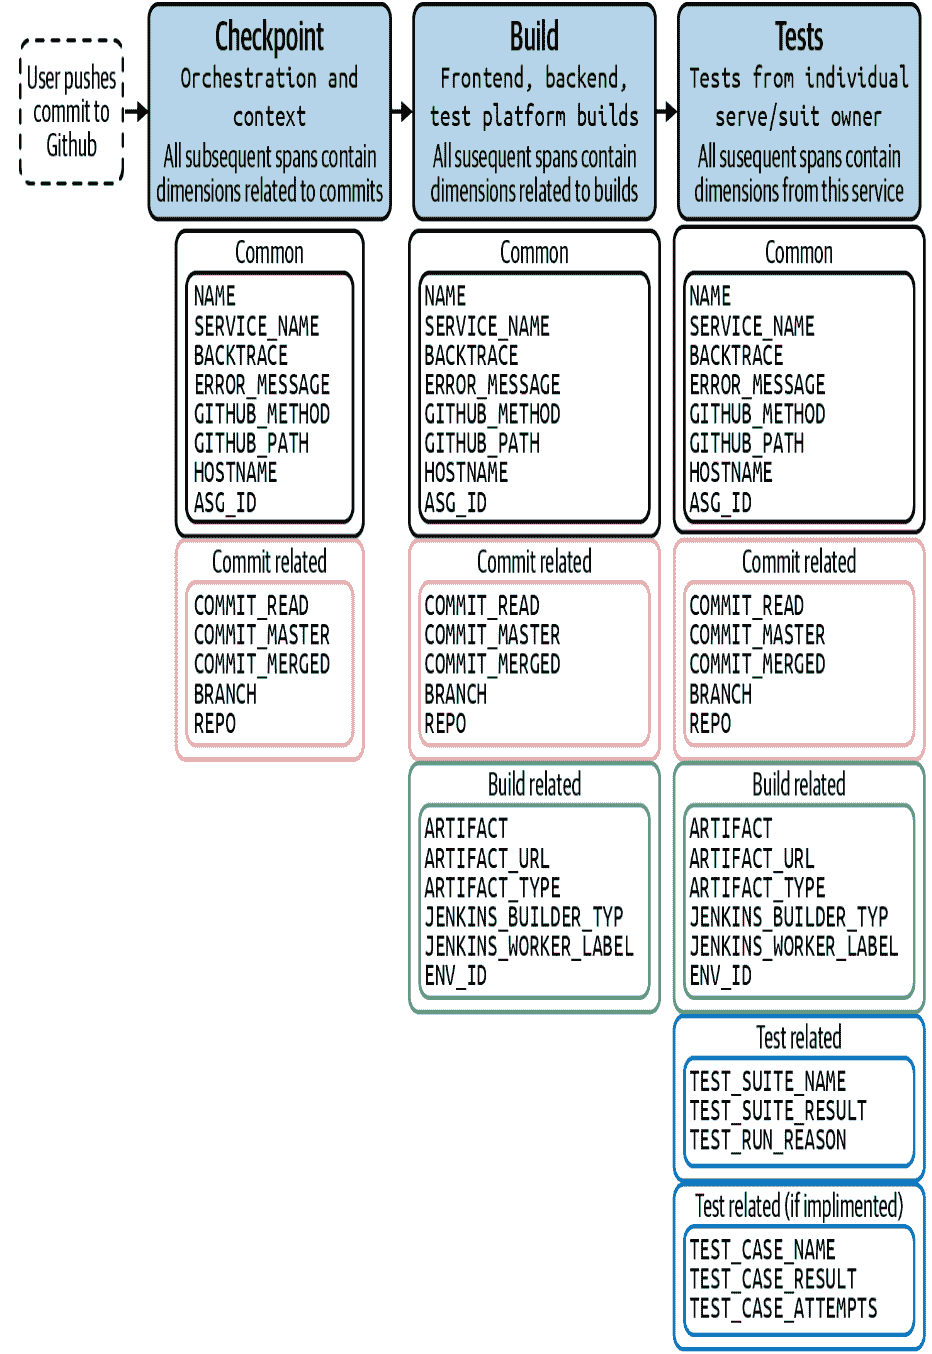 User pushes
commit to
Github
Checkpoint
Orchestration and
context
All subsequent spans contain
dimensions related to commits
Build
Frontend, backend,
test platform builds
All susequent spans contain
dimensions related to builds
Tests
Tests from individual
serve/suit owner
All susequent spans contain
dimensions from this service
Common
NAME
SERVICE_NAME
BACKTRACE
ERROR_MESSAGE
GITHUB_METHOD
GITHUB_PATH
HOSTNAME
ASG_ID
Commit related
COMMIT_READ
COMMIT_MASTER
COMMIT_MERGED
BRANCH
REPO
Common
NAME
SERVICE_NAME
BACKTRACE
ERROR_MESSAGE
GITHUB_METHOD
GITHUB_PATH
HOSTNAME
ASG_ID
Commit related
COMMIT_READ
COMMIT_MASTER
COMMIT_MERGED
BRANCH
REPO
Build related
ARTIFACT
ARTIFACT_URL
ARTIFACT_TYPE
JENKINS_BUILDER_TYP
JENKINS_WORKER_LABEL
ENV_ID
Common
NAME
SERVICE_NAME
BACKTRACE
ERROR_MESSAGE
GITHUB_METHOD
GITHUB_PATH
HOSTNAME
ASG_ID
Commit related
COMMIT_READ
COMMIT_MASTER
COMMIT_MERGED
BRANCH
REPO
Build related
ARTIFACT
ARTIFACT_URL
ARTIFACT_TYPE
JENKINS_BUILDER_TYP
JENKINS_WORKER_LABEL
ENV_ID
Test related
TEST_SUITE_NAME
TEST_SUITE_RESULT
TEST_RUN_REASON
Test related (if implimented)
TEST_CASE_NAME
TEST_CASE_RESULT
TEST_CASE_ATTEMPTS